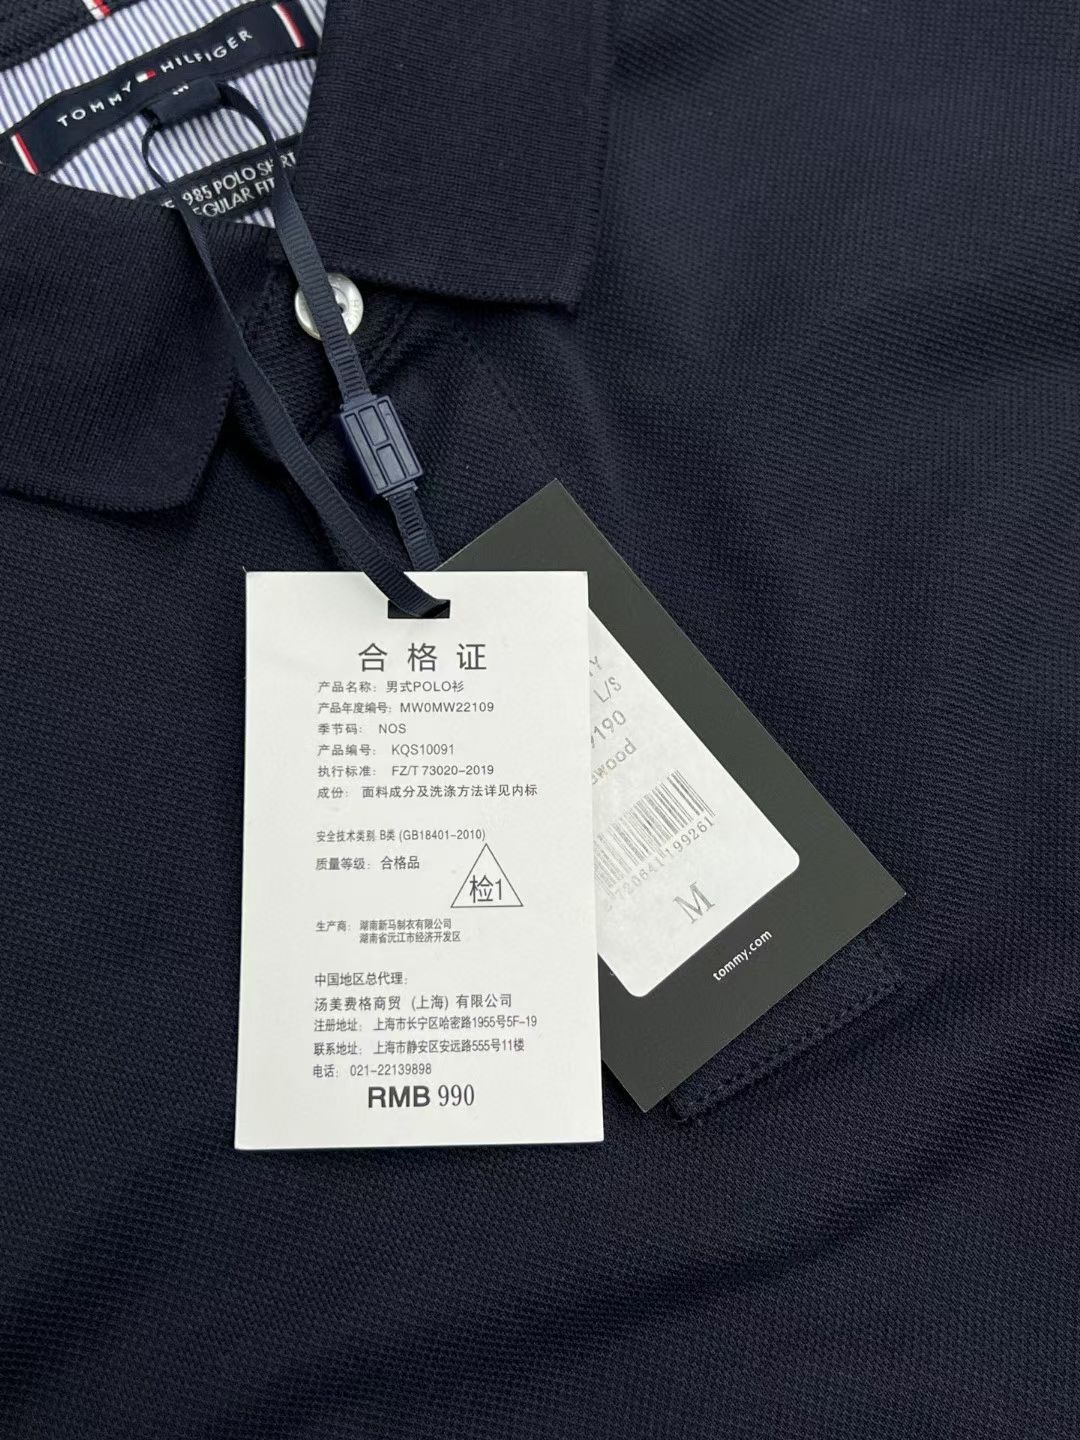 TOMMY HILFIGER
M
985 POLO SHIRT
REGULAR FIT
合格证
产品名称: 男式POLO衫
产品年度编号: MW0MW22109
季节码: NOS
产品编号: KQS10091
执行标准: FZ/T 73020-2019
成份: 面料成分及洗涤方法详见内标
安全技术类别: B类 (GB18401-2010)
质量等级: 合格品
检1
生产商: 湖南新马制衣有限公司
湖南省沅江市经济开发区
中国地区总代理:
汤美费格商贸 (上海) 有限公司
注册地址: 上海市长宁区哈密路1955号5F-19
联系地址: 上海市静安区安远路555号11楼
电话: 021-22139898
RMB 990
Y
L/S
9190
wood
720641199261
M
tommy.com